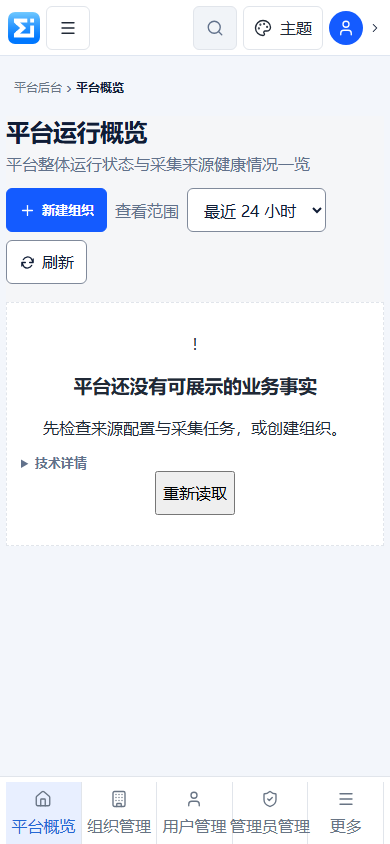 Σi
主题
平台后台 › 平台概览
平台运行概览
平台整体运行状态与采集来源健康情况一览
+ 新建组织 查看范围 最近 24 小时
刷新
!
平台还没有可展示的业务事实
先检查来源配置与采集任务，或创建组织。
▶ 技术详情
重新读取
平台概览 组织管理 用户管理 管理员管理 更多